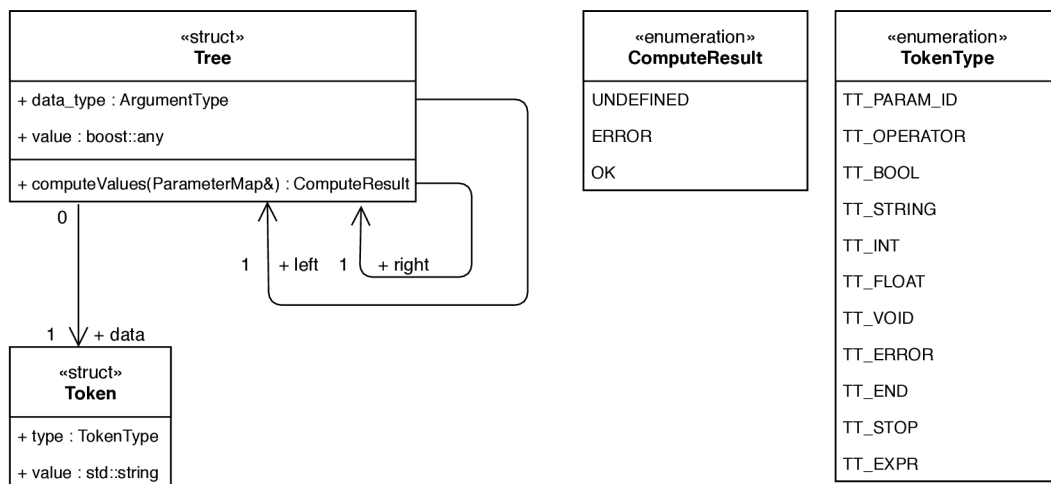 «struct»
Tree
+ data_type : ArgumentType
+ value : boost::any
+ computeValues(ParameterMap&) : ComputeResult
0
1
+ left
1
+ right
1
+ data
«struct»
Token
+ type : TokenType
+ value : std::string
«enumeration»
ComputeResult
UNDEFINED
ERROR
OK
«enumeration»
TokenType
TT_PARAM_ID
TT_OPERATOR
TT_BOOL
TT_STRING
TT_INT
TT_FLOAT
TT_VOID
TT_ERROR
TT_END
TT_STOP
TT_EXPR